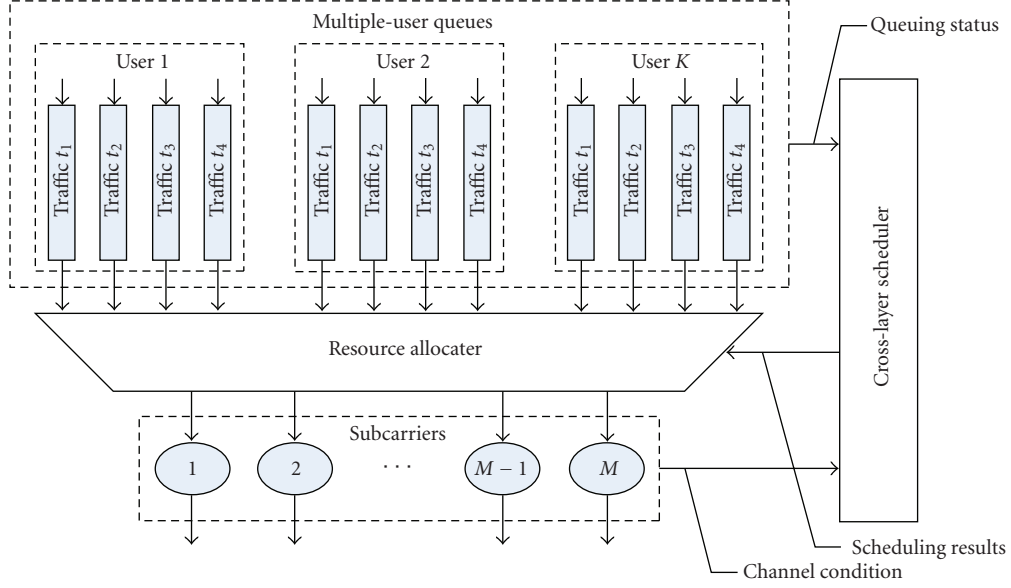 Multiple-user queues
Queuing status
User 1
User 2
User K
Traffic t₁
Traffic t₂
Traffic t₃
Traffic t₄
Traffic t₁
Traffic t₂
Traffic t₃
Traffic t₄
Traffic t₁
Traffic t₂
Traffic t₃
Traffic t₄
Cross-layer scheduler
Resource allocater
Subcarriers
1
2
· · ·
M − 1
M
Scheduling results
Channel condition